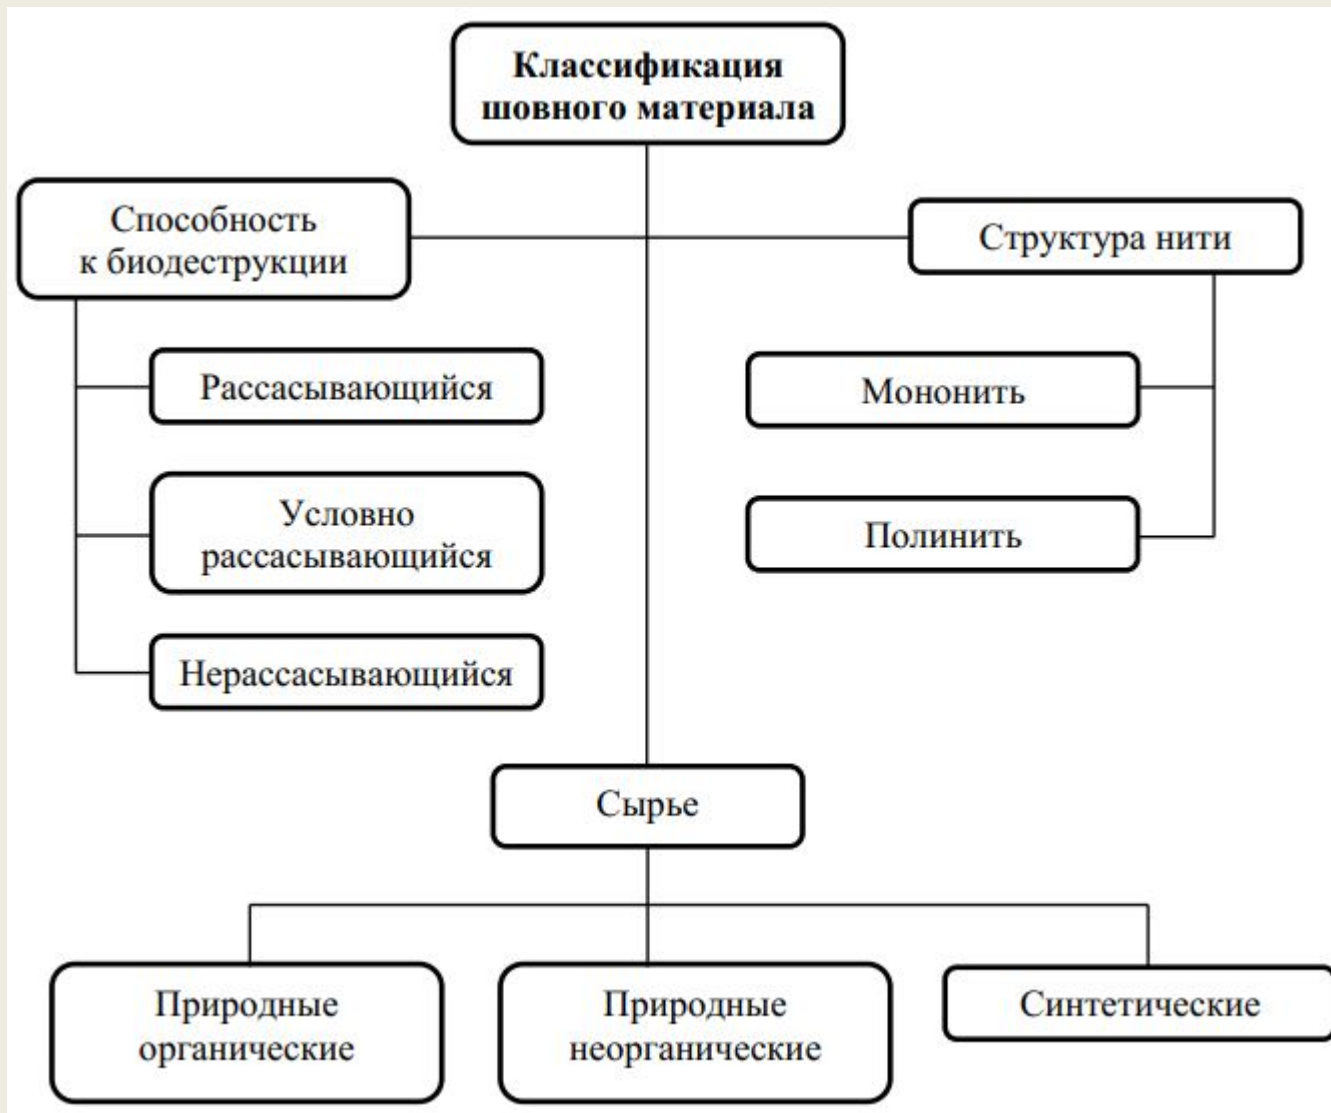 Классификация
шовного материала
Способность
к биодеструкции
Структура нити
Рассасывающийся
Мононить
Условно
рассасывающийся
Полинить
Нерассасывающийся
Сырье
Природные
органические
Природные
неорганические
Синтетические